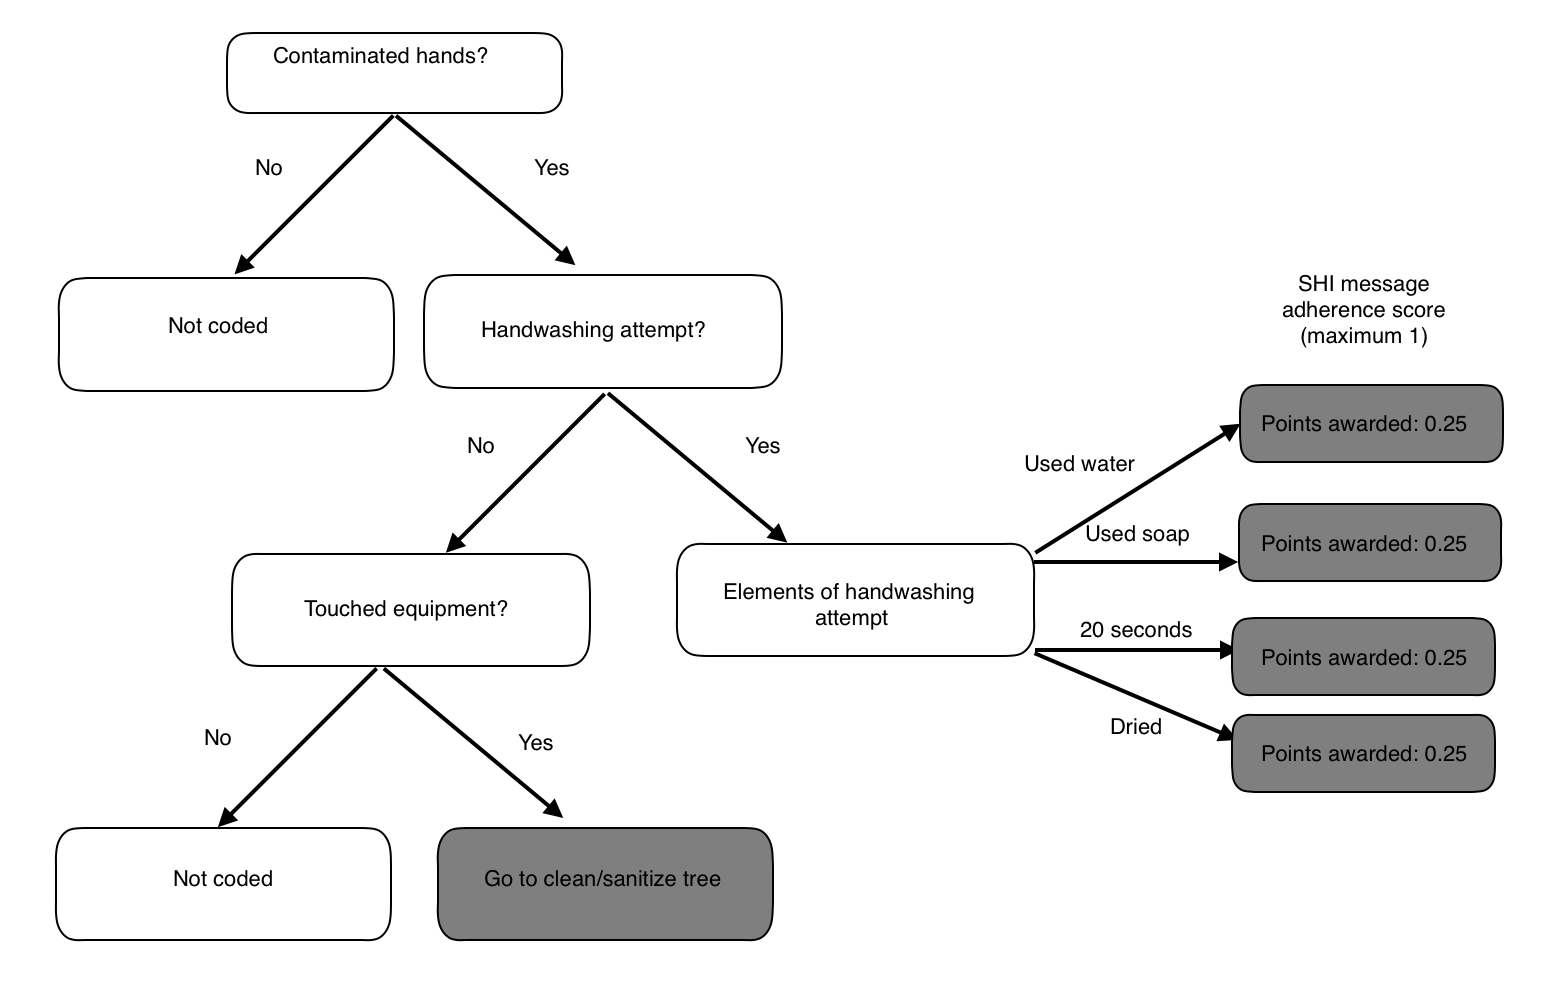 Contaminated hands?
No
Yes
Not coded
Handwashing attempt?
SHI message
adherence score
(maximum 1)
No
Yes
Used water
Points awarded: 0.25
Used soap
Points awarded: 0.25
Touched equipment?
Elements of handwashing
attempt
20 seconds
Points awarded: 0.25
Dried
Points awarded: 0.25
No
Yes
Not coded
Go to clean/sanitize tree